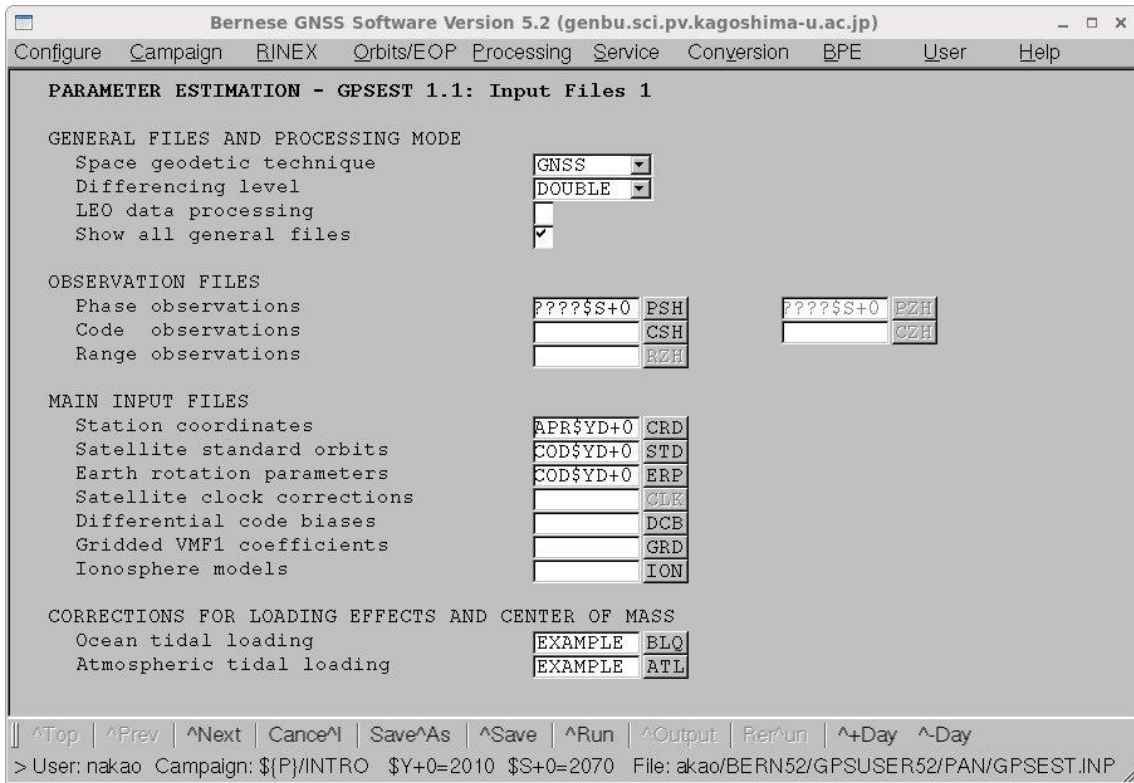 Bernese GNSS Software Version 5.2 (genbu.sci.pv.kagoshima-u.ac.jp)
Configure Campaign RINEX Orbits/EOP Processing Service Conversion BPE User Help
PARAMETER ESTIMATION - GPSEST 1.1: Input Files 1
GENERAL FILES AND PROCESSING MODE
Space geodetic technique GNSS
Differencing level DOUBLE
LEO data processing
Show all general files
OBSERVATION FILES
Phase observations ????$S+0 PSH ????$S+0 PZH
Code observations CSH CZH
Range observations RZH
MAIN INPUT FILES
Station coordinates APR$YD+0 CRD
Satellite standard orbits COD$YD+0 STD
Earth rotation parameters COD$YD+0 ERP
Satellite clock corrections CLK
Differential code biases DCB
Gridded VMF1 coefficients GRD
Ionosphere models ION
CORRECTIONS FOR LOADING EFFECTS AND CENTER OF MASS
Ocean tidal loading EXAMPLE BLQ
Atmospheric tidal loading EXAMPLE ATL
^Top | ^Prev | ^Next | Cance^l | Save^As | ^Save | ^Run | ^Output | Rer^un | ^+Day ^-Day
> User: nakao Campaign: ${P}/INTRO $Y+0=2010 $S+0=2070 File: akao/BERN52/GPSUSER52/PAN/GPSEST.INP